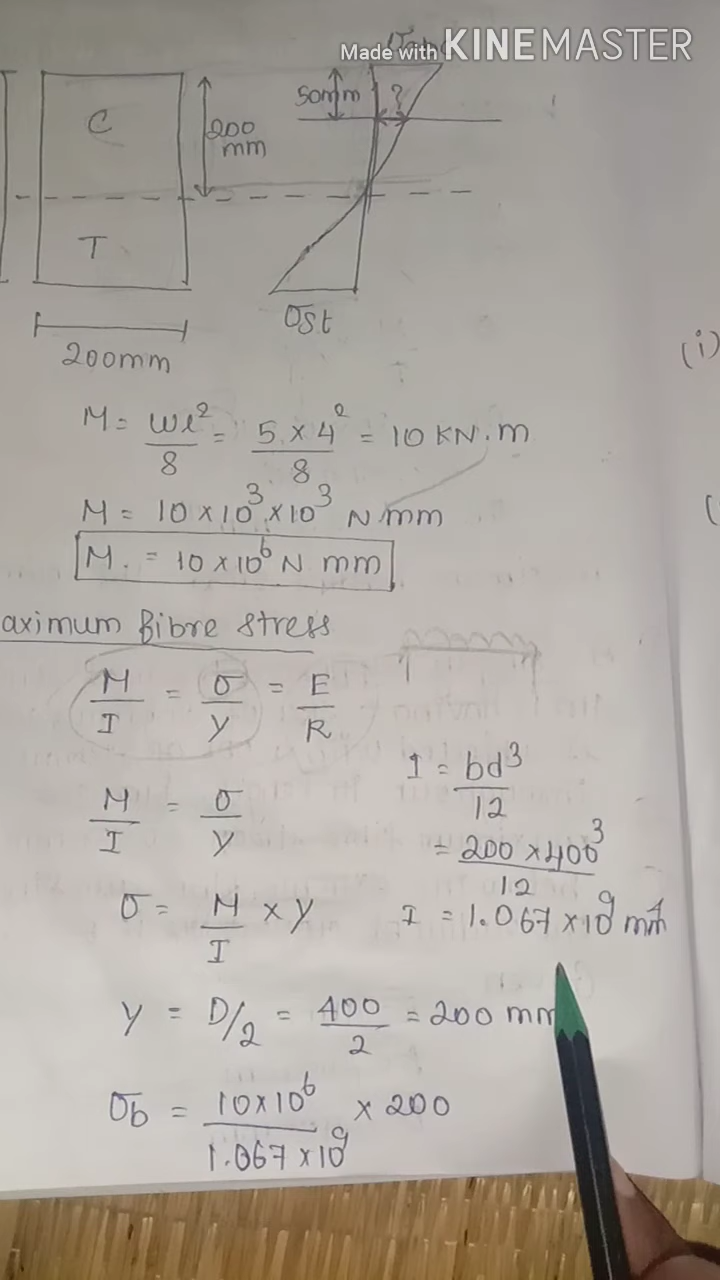 Made with KINEMASTER
50mm
?
C
200
mm
T
σst
200mm
(i)
M = wl²/8 = 5 × 4²/8 = 10 KN.m
M = 10 × 10³ × 10³ N mm
M. = 10 × 10⁶ N mm
aximum fibre stress
M/I = σ/y = E/R
I = bd³/12
M/I = σ/y
= 200 × 400³/12
σ = M/I × y
I = 1.067 × 10⁹ mm⁴
y = D/2 = 400/2 = 200 mm
σb = 10×10⁶/1.067×10⁹ × 200